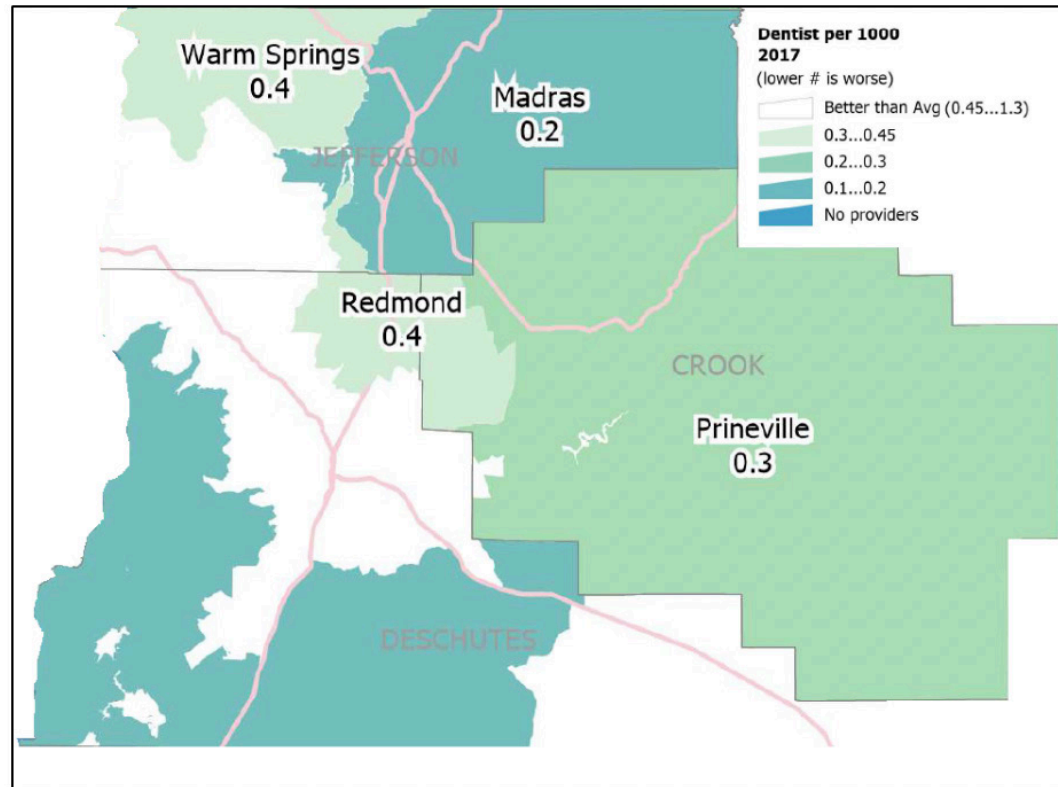 Dentist per 1000
2017
(lower # is worse)
Better than Avg (0.45...1.3)
0.3...0.45
0.2...0.3
0.1...0.2
No providers
Warm Springs
0.4
Madras
0.2
JEFFERSON
Redmond
0.4
CROOK
Prineville
0.3
DESCHUTES